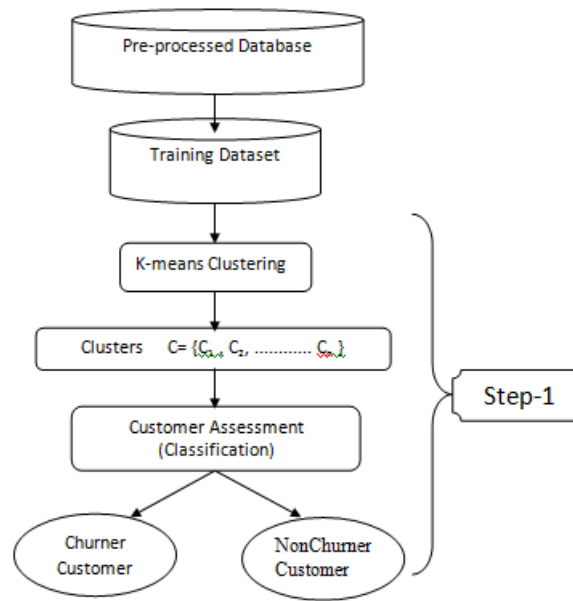 Pre-processed Database
Training Dataset
K-means Clustering
Clusters C= {C₁, C₂, ............ Cₙ }
Customer Assessment
(Classification)
Step-1
Churner
Customer
NonChurner
Customer